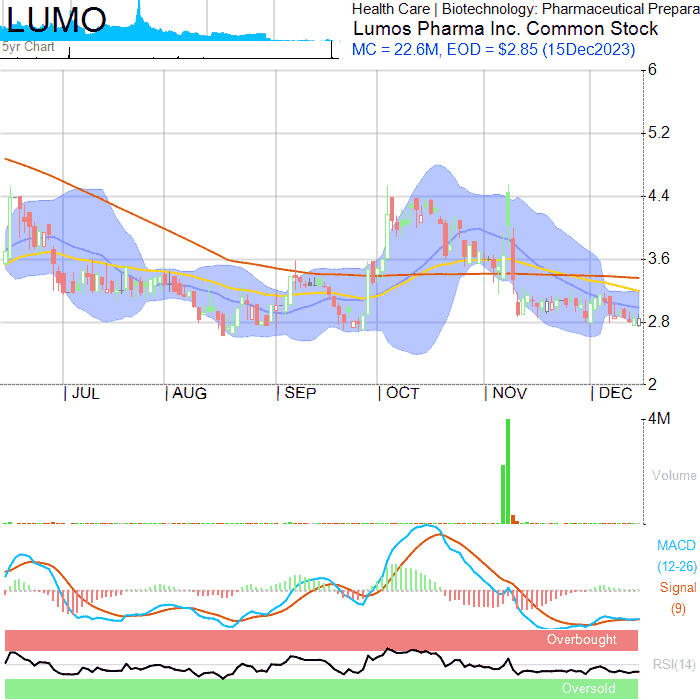 LUMO
Health Care | Biotechnology: Pharmaceutical Prepara
Lumos Pharma Inc. Common Stock
MC = 22.6M, EOD = $2.85 (15Dec2023)
5yr Chart
6
5.2
4.4
3.6
2.8
2
JUL AUG SEP OCT NOV DEC
4M
Volume
MACD
(12-26)
Signal
(9)
Overbought
RSI(14)
Oversold